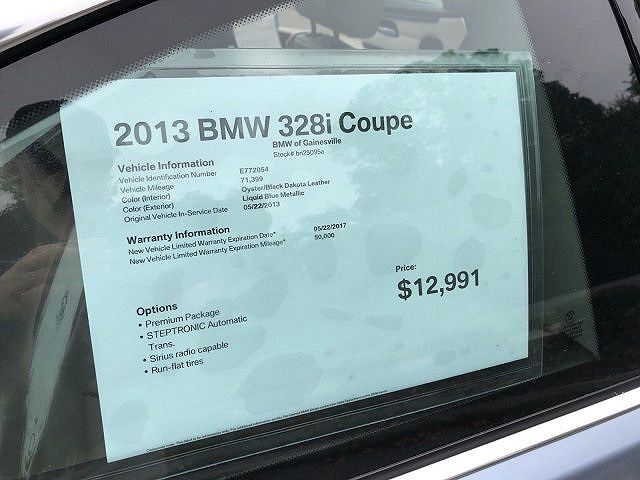 2013 BMW 328i Coupe
BMW of Gainesville
Stock# bn25095a
Vehicle Information
Vehicle Identification Number E772054
Vehicle Mileage 71,399
Color (Interior) Oyster/Black Dakota Leather
Color (Exterior) Liquid Blue Metallic
Original Vehicle In-Service Date 05/22/2013
Warranty Information
New Vehicle Limited Warranty Expiration Date* 05/22/2017
New Vehicle Limited Warranty Expiration Mileage* 50,000
Price:
$12,991
Options
• Premium Package
• STEPTRONIC Automatic
Trans.
• Sirius radio capable
• Run-flat tires